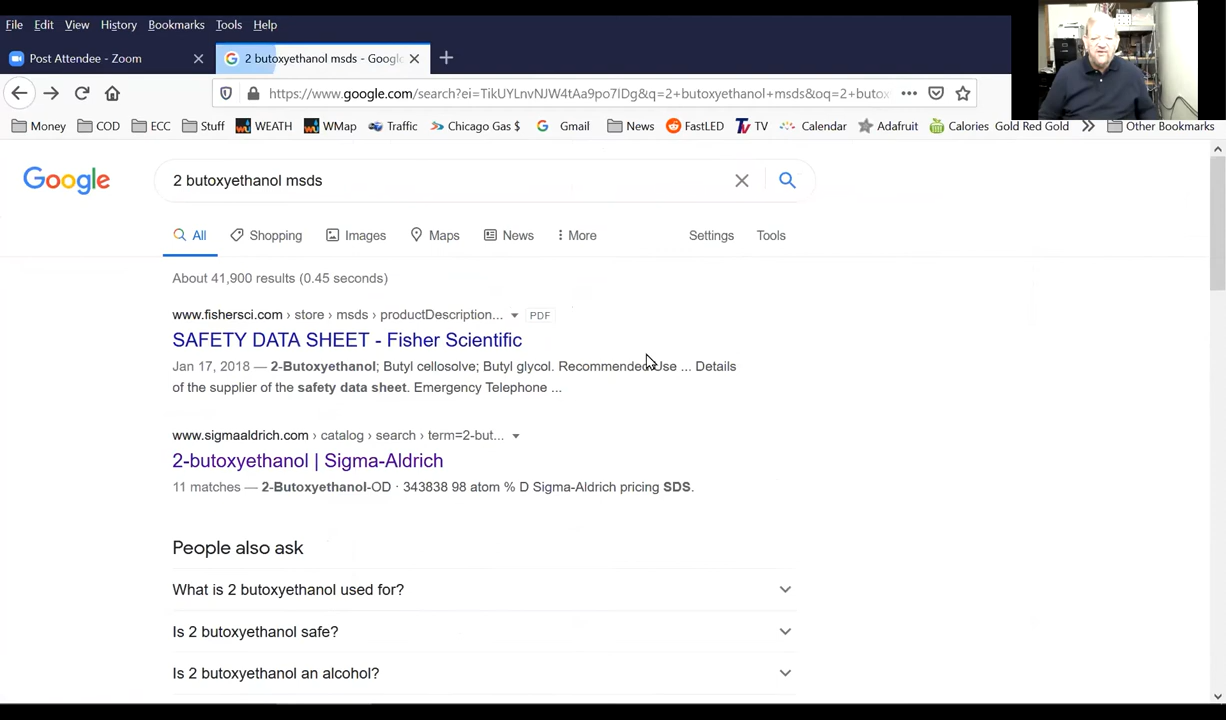 File Edit View History Bookmarks Tools Help
Post Attendee - Zoom
2 butoxyethanol msds - Google
https://www.google.com/search?ei=TikUYLnvNJW4tAa9po7IDg&q=2+butoxyethanol+msds&oq=2+butox
Money COD ECC Stuff WEATH WMap Traffic Chicago Gas $ Gmail News FastLED TV Calendar Adafruit Calories Gold Red Gold Other Bookmarks
Google
2 butoxyethanol msds
All Shopping Images Maps News More Settings Tools
About 41,900 results (0.45 seconds)
www.fishersci.com › store › msds › productDescription... PDF
SAFETY DATA SHEET - Fisher Scientific
Jan 17, 2018 — 2-Butoxyethanol; Butyl cellosolve; Butyl glycol. Recommended Use ... Details
of the supplier of the safety data sheet. Emergency Telephone ...
www.sigmaaldrich.com › catalog › search › term=2-but...
2-butoxyethanol | Sigma-Aldrich
11 matches — 2-Butoxyethanol-OD · 343838 98 atom % D Sigma-Aldrich pricing SDS.
People also ask
What is 2 butoxyethanol used for?
Is 2 butoxyethanol safe?
Is 2 butoxyethanol an alcohol?